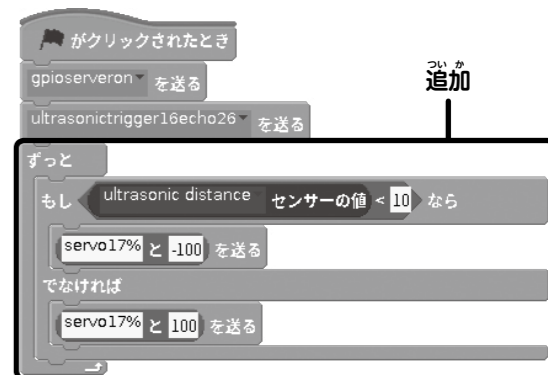 がクリックされたとき
gpioserveron を送る
ultrasonictrigger16echo26 を送る
ついか
追加
ずっと
もし ultrasonic distance センサーの値 < 10 なら
servo17% と -100 を送る
でなければ
servo17% と 100 を送る